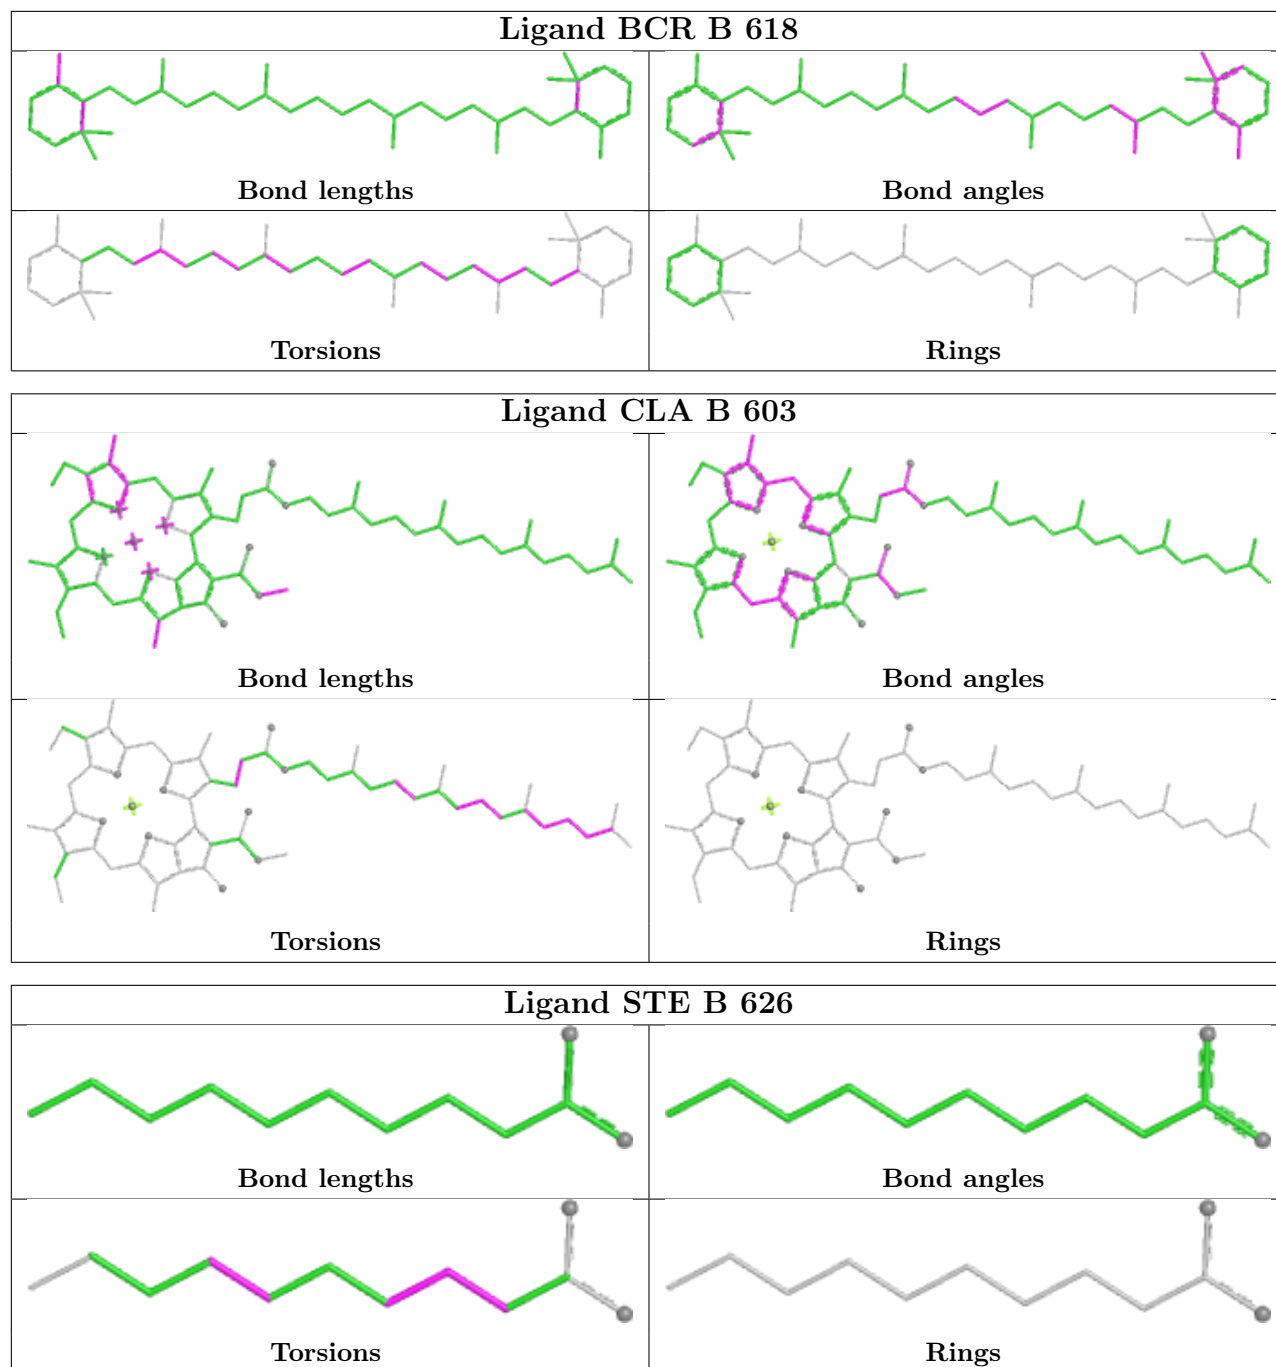 Ligand BCR B 618
Bond lengths
Bond angles
Torsions
Rings
Ligand CLA B 603
Bond lengths
Bond angles
Torsions
Rings
Ligand STE B 626
Bond lengths
Bond angles
Torsions
Rings